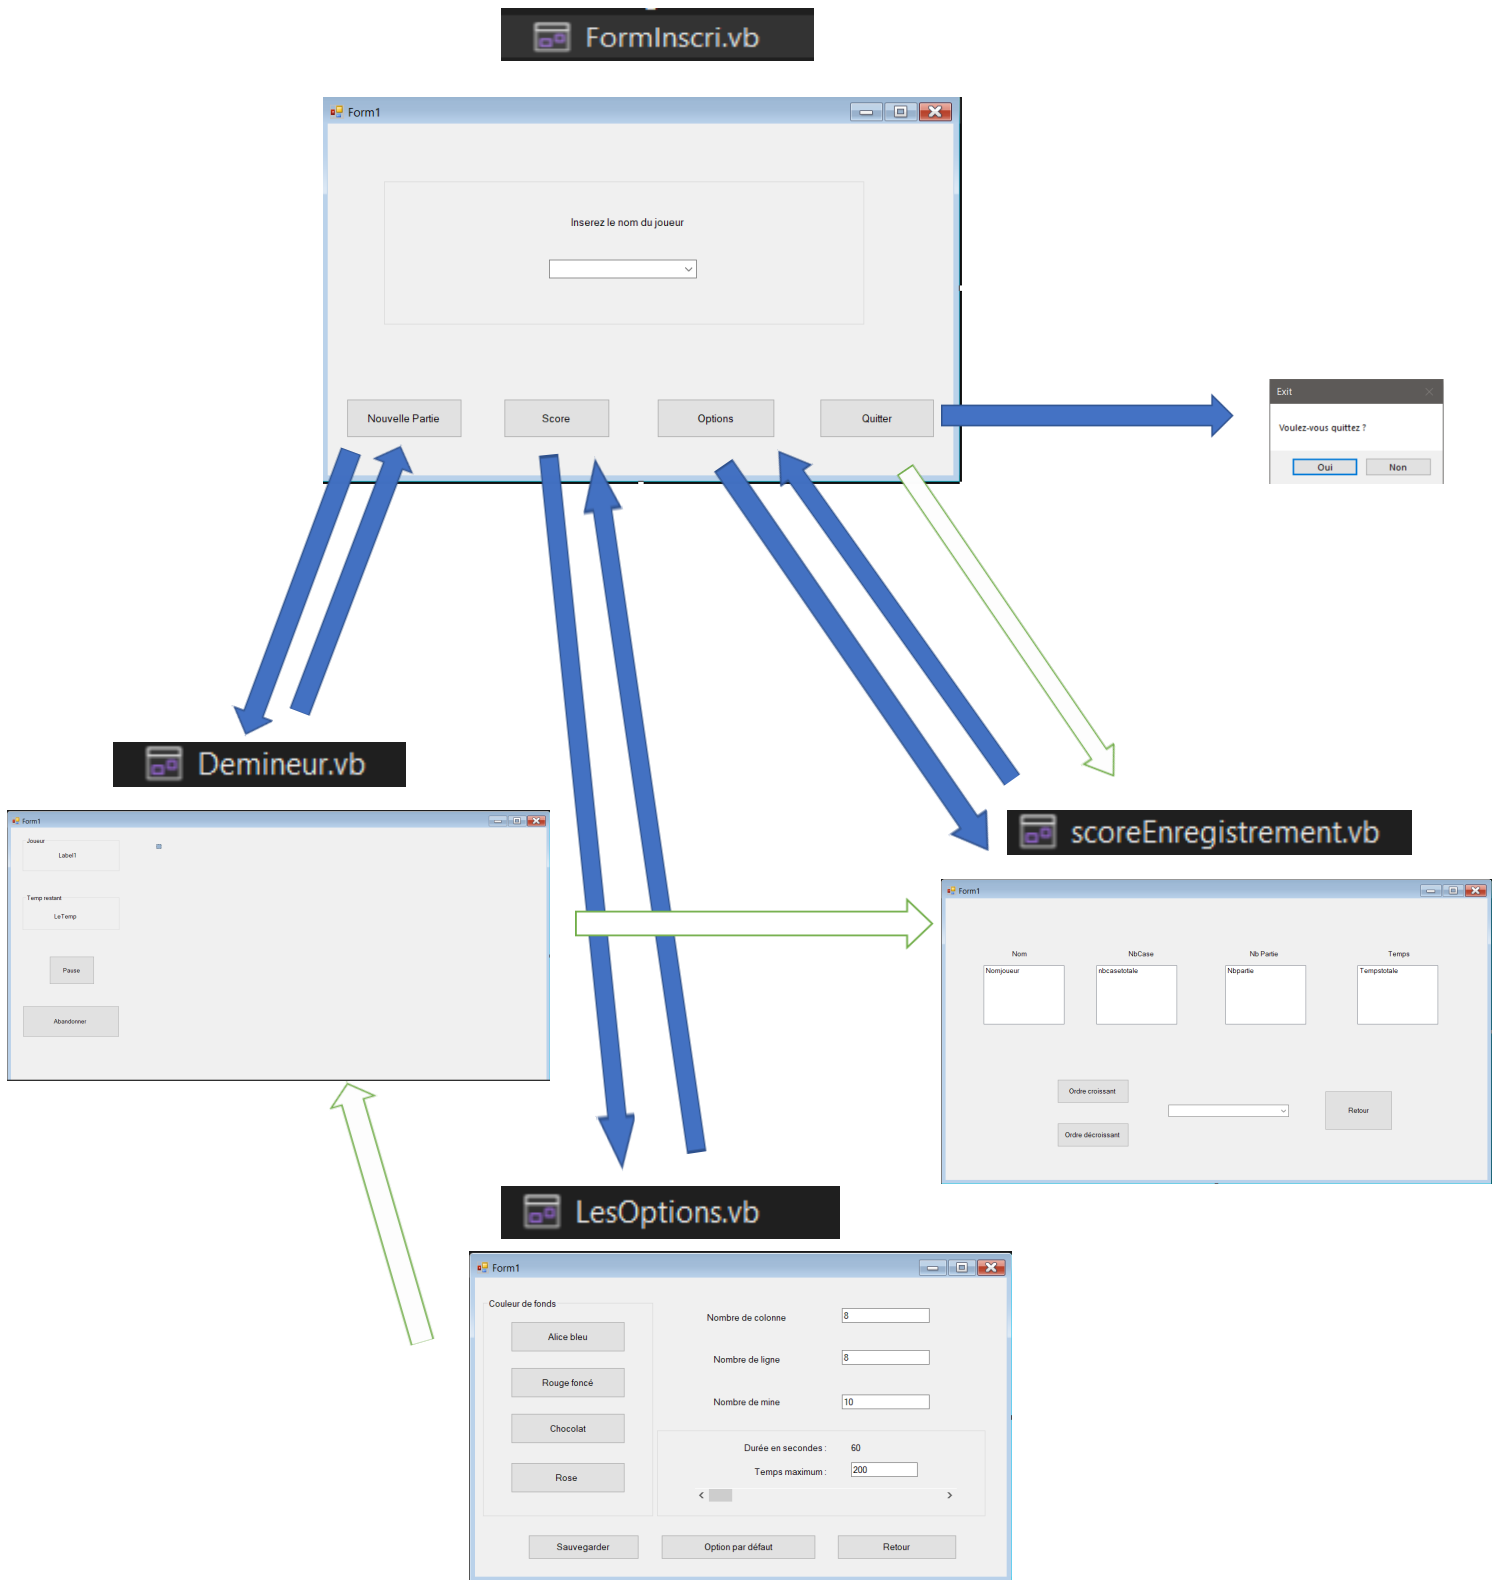 FormInscri.vb
Form1
Inserez le nom du joueur
Nouvelle Partie
Score
Options
Quitter
Exit
Voulez-vous quittez ?
Oui
Non
Demineur.vb
Form1
Joueur
Label1
Temp restant
LeTemp
Pause
Abandonner
scoreEnregistrement.vb
Form1
Nom
NbCase
Nb Partie
Temps
Nomjoueur
nbcasetotale
Nbpartie
Tempstotale
Ordre croissant
Ordre décroissant
Retour
LesOptions.vb
Form1
Couleur de fonds
Alice bleu
Rouge foncé
Chocolat
Rose
Nombre de colonne
8
Nombre de ligne
8
Nombre de mine
10
Durée en secondes :
60
Temps maximum :
200
Sauvegarder
Option par défaut
Retour